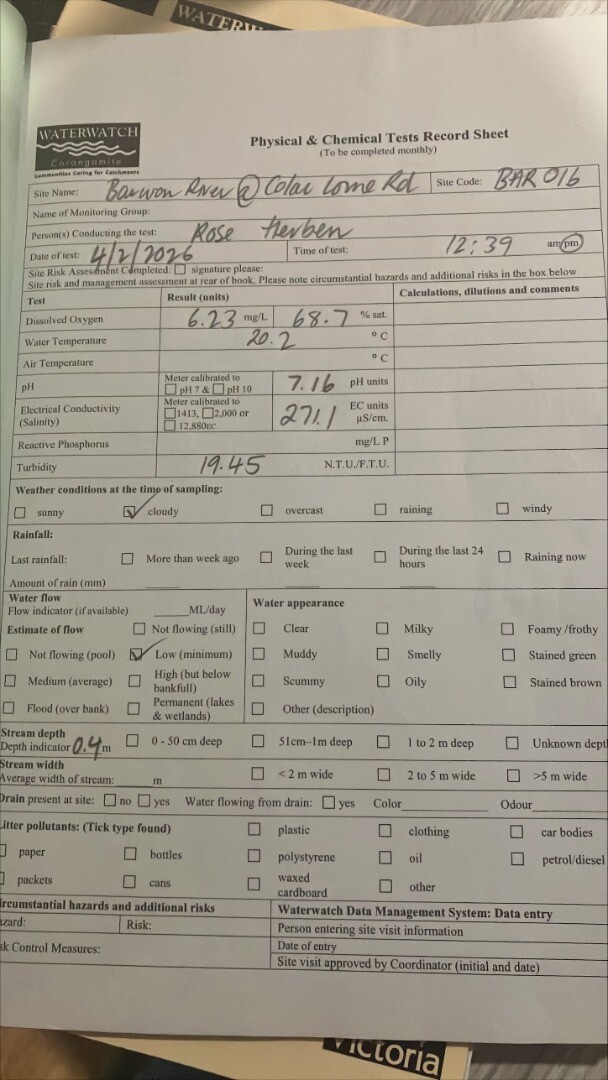 WATERW
WATERWATCH
Corangamite
Communities Caring for Catchments
Physical & Chemical Tests Record Sheet
(To be completed monthly)
Site Name: Barwon River @ Colac Lorne Rd Site Code: BAR 016
Name of Monitoring Group:
Person(s) Conducting the test: Rose Herben
Date of test: 4/2/2026 Time of test: 12:39 am/pm
Site Risk Assessment Completed: signature please:
Site risk and management assessment at rear of book. Please note circumstantial hazards and additional risks in the box below
Test Result (units) Calculations, dilutions and comments
Dissolved Oxygen 6.23 mg/L 68.7 % sat.
Water Temperature 20.2 °C
Air Temperature °C
pH Meter calibrated to pH 7 & pH 10 7.16 pH units
Electrical Conductivity (Salinity) Meter calibrated to 1413, 2,000 or 12,880EC 271.1 EC units µS/cm.
Reactive Phosphorus mg/L P
Turbidity 19.45 N.T.U./F.T.U.
Weather conditions at the time of sampling:
sunny cloudy overcast raining windy
Rainfall:
Last rainfall: More than week ago During the last week During the last 24 hours Raining now
Amount of rain (mm)
Water flow
Flow indicator (if available) ____ML/day Water appearance
Estimate of flow Not flowing (still) Clear Milky Foamy /frothy
Not flowing (pool) Low (minimum) Muddy Smelly Stained green
Medium (average) High (but below bankfull) Scummy Oily Stained brown
Flood (over bank) Permanent (lakes & wetlands) Other (description)
Stream depth
Depth indicator 0.4 m 0 - 50 cm deep 51cm–1m deep 1 to 2 m deep Unknown dept
Stream width
Average width of stream: m < 2 m wide 2 to 5 m wide >5 m wide
Drain present at site: no yes Water flowing from drain: yes Color____ Odour____
itter pollutants: (Tick type found) plastic clothing car bodies
paper bottles polystyrene oil petrol/diesel
packets cans waxed cardboard other
rcumstantial hazards and additional risks Waterwatch Data Management System: Data entry
zard: Risk: Person entering site visit information
sk Control Measures: Date of entry
Site visit approved by Coordinator (initial and date)
Victoria